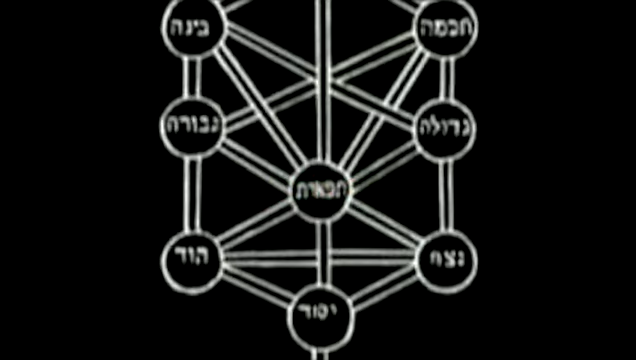 חכמה
בינה
גדולה
גבורה
תפארת
נצח
הוד
יסוד